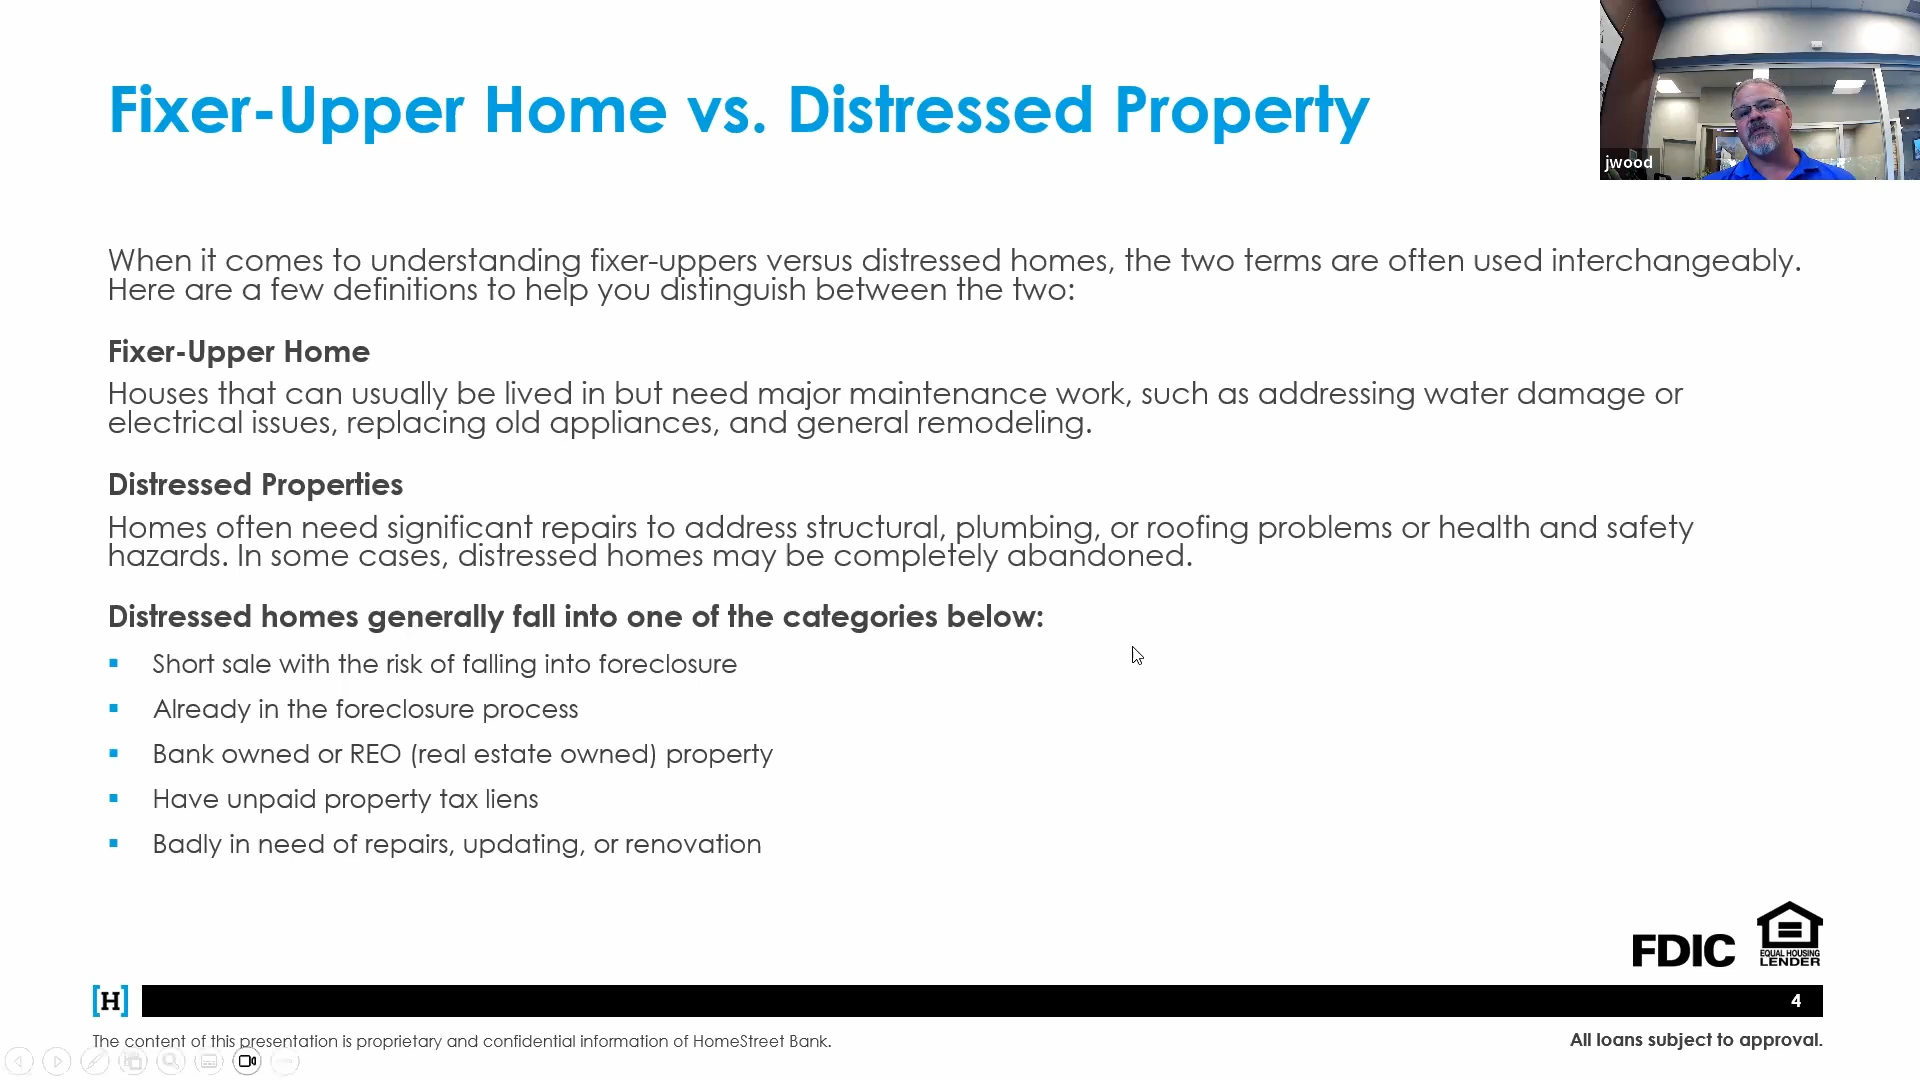 Fixer-Upper Home vs. Distressed Property
jwood
When it comes to understanding fixer-uppers versus distressed homes, the two terms are often used interchangeably.
Here are a few definitions to help you distinguish between the two:
Fixer-Upper Home
Houses that can usually be lived in but need major maintenance work, such as addressing water damage or
electrical issues, replacing old appliances, and general remodeling.
Distressed Properties
Homes often need significant repairs to address structural, plumbing, or roofing problems or health and safety
hazards. In some cases, distressed homes may be completely abandoned.
Distressed homes generally fall into one of the categories below:
▪ Short sale with the risk of falling into foreclosure
▪ Already in the foreclosure process
▪ Bank owned or REO (real estate owned) property
▪ Have unpaid property tax liens
▪ Badly in need of repairs, updating, or renovation
FDIC
EQUAL HOUSING
LENDER
[H]
4
The content of this presentation is proprietary and confidential information of HomeStreet Bank.
All loans subject to approval.